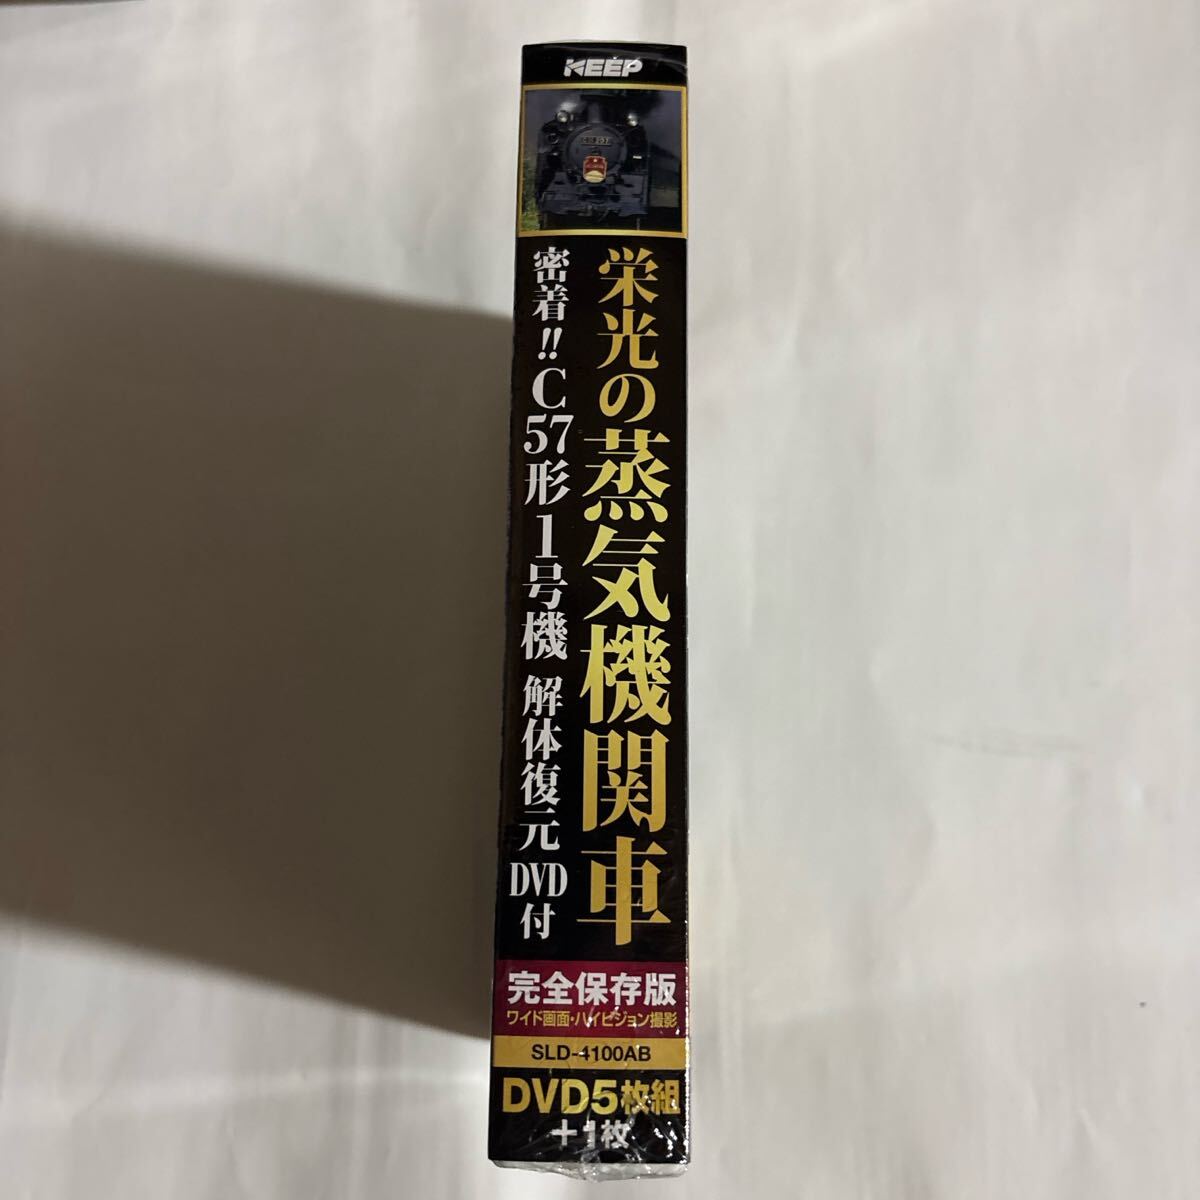 KEEP
栄光の蒸気機関車
密着!!C57形1号機 解体復元DVD付
完全保存版
ワイド画面・ハイビジョン撮影
SLD-4100AB
DVD5枚組
+1枚